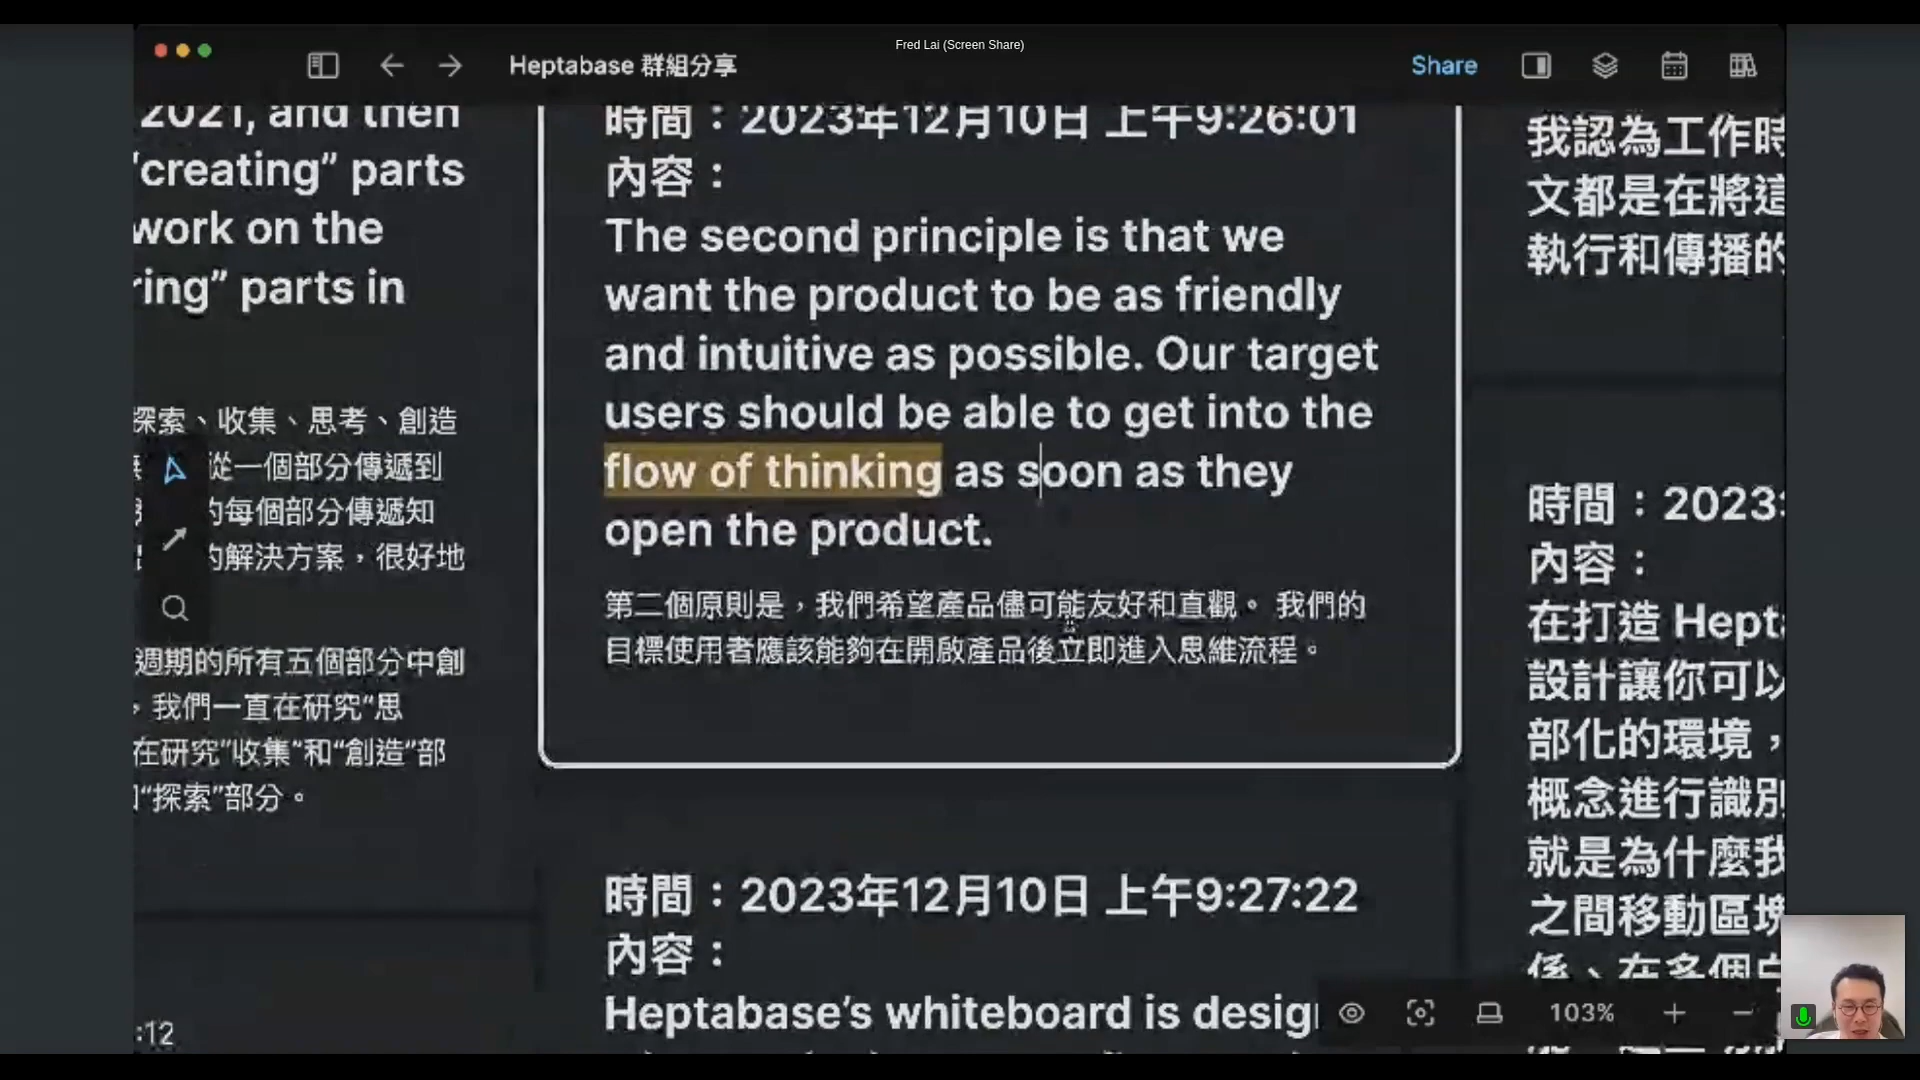 Fred Lai (Screen Share)
Heptabase 群組分享
Share
2021, and then
“creating” parts
work on the
ring” parts in
探索、收集、思考、創造
從一個部分傳遞到
的每個部分傳遞知
的解決方案，很好地
週期的所有五個部分中創
，我們一直在研究“思
在研究“收集”和“創造”部
“探索”部分。
:12
時間：2023年12月10日 上午9:26:01
內容：
The second principle is that we
want the product to be as friendly
and intuitive as possible. Our target
users should be able to get into the
flow of thinking as soon as they
open the product.
第二個原則是，我們希望產品儘可能友好和直觀。 我們的
目標使用者應該能夠在開啟產品後立即進入思維流程。
時間：2023年12月10日 上午9:27:22
內容：
Heptabase’s whiteboard is desig
我認為工作時
文都是在將這
執行和傳播的
時間：2023
內容：
在打造 Hepta
設計讓你可以
部化的環境，
概念進行識別
就是為什麼我
之間移動區塊
係、在多個白
103%